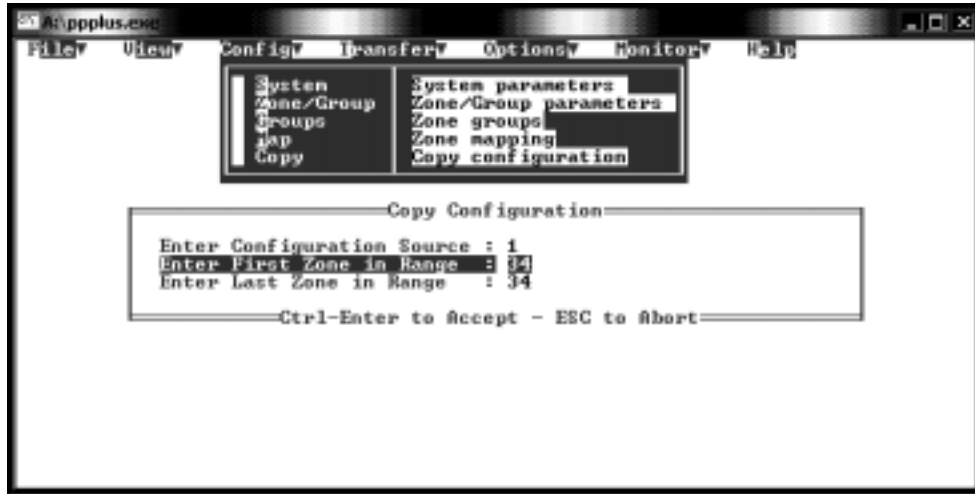 A:\ppplus.exe
File View Config Transfer Options Monitor Help
System System parameters
Zone/Group Zone/Group parameters
Groups Zone groups
Map Zone mapping
Copy Copy configuration
Copy Configuration
Enter Configuration Source : 1
Enter First Zone in Range : 34
Enter Last Zone in Range : 34
Ctrl-Enter to Accept - ESC to Abort